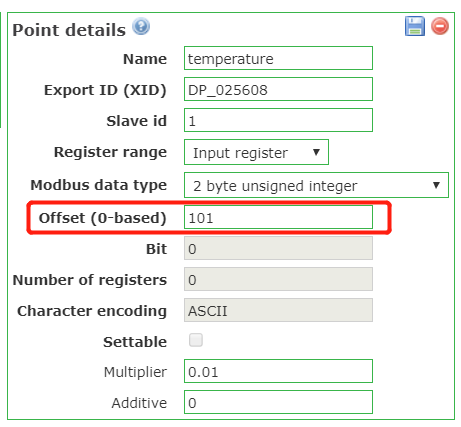 Point details
Name temperature
Export ID (XID) DP_025608
Slave id 1
Register range Input register
Modbus data type 2 byte unsigned integer
Offset (0-based) 101
Bit 0
Number of registers 0
Character encoding ASCII
Settable
Multiplier 0.01
Additive 0